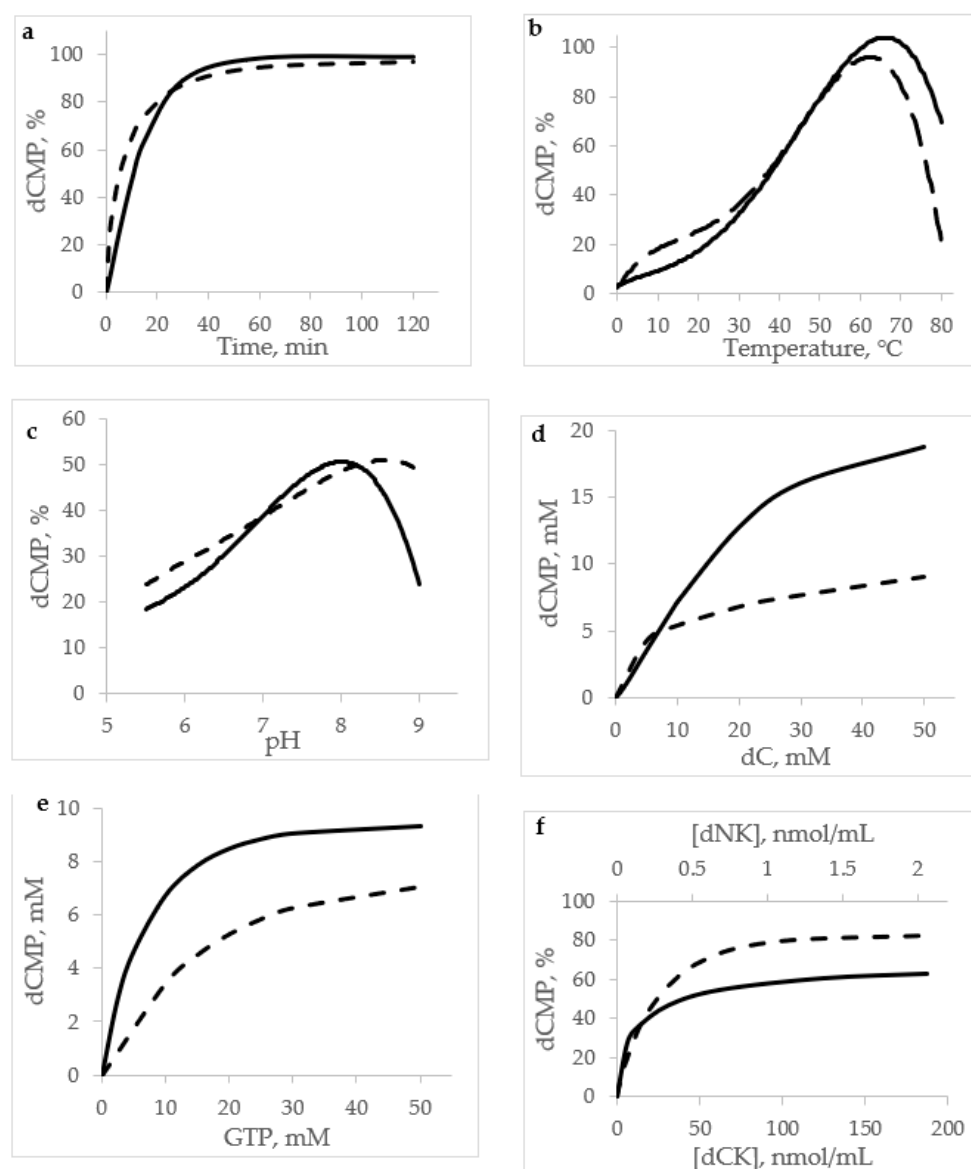 a
dCMP, %
100
80
60
40
20
0
0 20 40 60 80 100 120
Time, min
b
dCMP, %
100
80
60
40
20
0
0 10 20 30 40 50 60 70 80
Temperature, °C
c
dCMP, %
60
50
40
30
20
10
0
5 6 7 8 9
pH
d
dCMP, mM
20
15
10
5
0
0 10 20 30 40 50
dC, mM
e
dCMP, mM
10
8
6
4
2
0
0 10 20 30 40 50
GTP, mM
f
[dNK], nmol/mL
0 0.5 1 1.5 2
dCMP, %
100
80
60
40
20
0
0 50 100 150 200
[dCK], nmol/mL